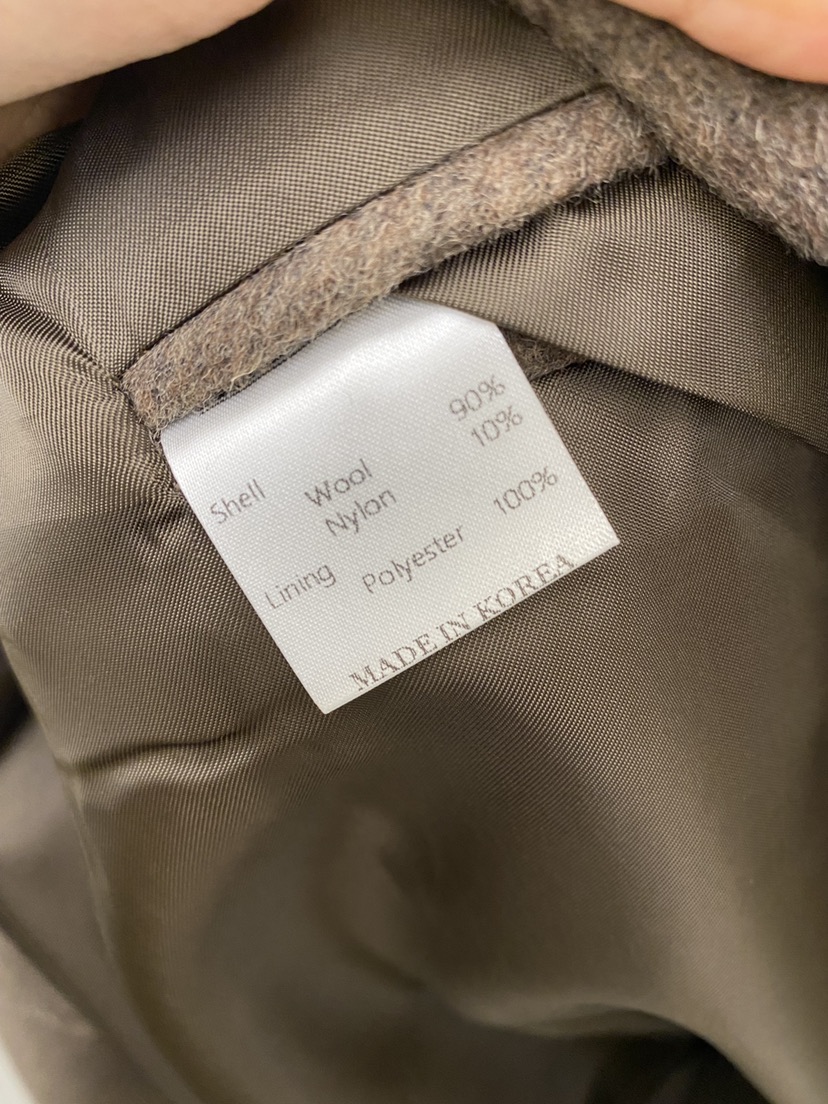 Shell Wool 90%
Nylon 10%
Lining Polyester 100%
MADE IN KOREA